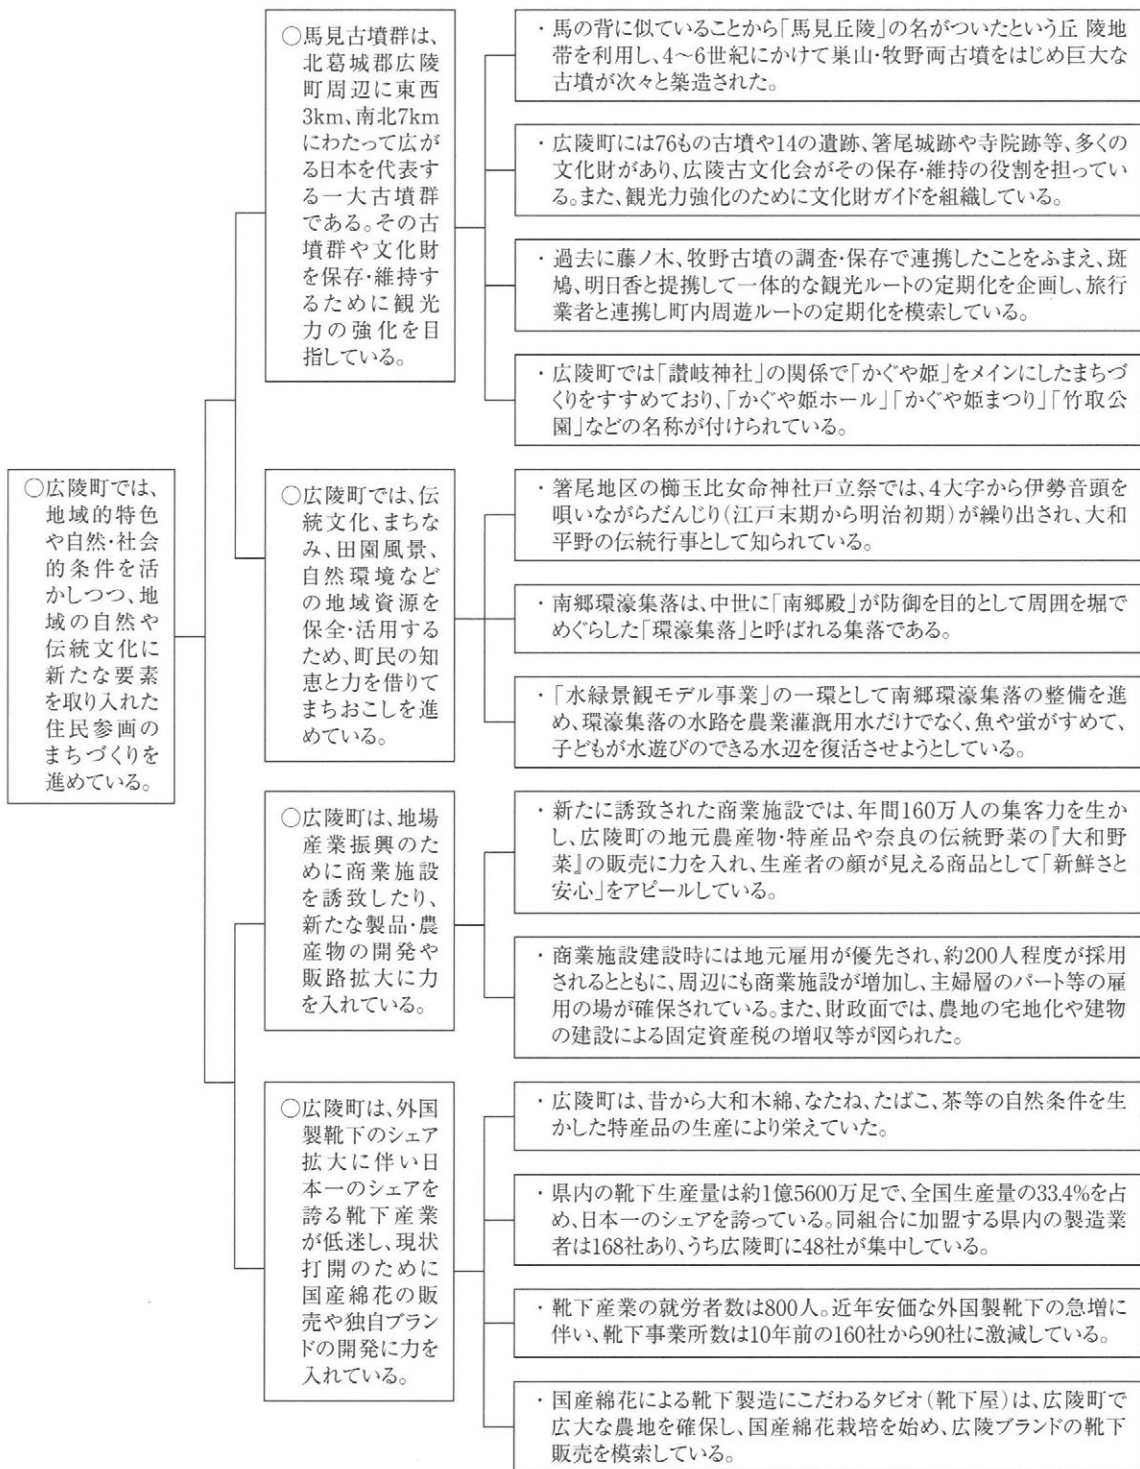 ○広陵町では、
地域的特色
や自然・社会
的条件を活
かしつつ、地
域の自然や
伝統文化に
新たな要素
を取り入れた
住民参画の
まちづくりを
進めている。
○馬見古墳群は、
北葛城郡広陵
町周辺に東西
3km、南北7km
にわたって広が
る日本を代表す
る一大古墳群
である。その古
墳群や文化財
を保存・維持す
るために観光
力の強化を目
指している。
・馬の背に似ていることから「馬見丘陵」の名がついたという丘 陵地
帯を利用し、4〜6世紀にかけて巣山・牧野両古墳をはじめ巨大な
古墳が次々と築造された。
・広陵町には76もの古墳や14の遺跡、箸尾城跡や寺院跡等、多くの
文化財があり、広陵古文化会がその保存・維持の役割を担ってい
る。また、観光力強化のために文化財ガイドを組織している。
・過去に藤ノ木、牧野古墳の調査・保存で連携したことをふまえ、斑
鳩、明日香と提携して一体的な観光ルートの定期化を企画し、旅行
業者と連携し町内周遊ルートの定期化を模索している。
・広陵町では「讃岐神社」の関係で「かぐや姫」をメインにしたまちづ
くりをすすめており、「かぐや姫ホール」「かぐや姫まつり」「竹取公
園」などの名称が付けられている。
○広陵町では、伝
統文化、まちな
み、田園風景、
自然環境など
の地域資源を
保全・活用する
ため、町民の知
恵と力を借りて
まちおこしを進
めている。
・箸尾地区の櫛玉比女命神社戸立祭では、4大字から伊勢音頭を
唄いながらだんじり(江戸末期から明治初期)が繰り出され、大和
平野の伝統行事として知られている。
・南郷環濠集落は、中世に「南郷殿」が防御を目的として周囲を堀で
めぐらした「環濠集落」と呼ばれる集落である。
・「水緑景観モデル事業」の一環として南郷環濠集落の整備を進
め、環濠集落の水路を農業灌漑用水だけでなく、魚や蛍がすめて、
子どもが水遊びのできる水辺を復活させようとしている。
○広陵町は、地場
産業振興のた
めに商業施設
を誘致したり、
新たな製品・農
産物の開発や
販路拡大に力
を入れている。
・新たに誘致された商業施設では、年間160万人の集客力を生か
し、広陵町の地元農産物・特産品や奈良の伝統野菜の『大和野
菜』の販売に力を入れ、生産者の顔が見える商品として「新鮮さと
安心」をアピールしている。
・商業施設建設時には地元雇用が優先され、約200人程度が採用
されるとともに、周辺にも商業施設が増加し、主婦層のパート等の雇
用の場が確保されている。また、財政面では、農地の宅地化や建物
の建設による固定資産税の増収等が図られた。
○広陵町は、外国
製靴下のシェア
拡大に伴い日
本一のシェアを
誇る靴下産業
が低迷し、現状
打開のために
国産綿花の販
売や独自ブラン
ドの開発に力を
入れている。
・広陵町は、昔から大和木綿、なたね、たばこ、茶等の自然条件を生
かした特産品の生産により栄えていた。
・県内の靴下生産量は約1億5600万足で、全国生産量の33.4%を占
め、日本一のシェアを誇っている。同組合に加盟する県内の製造業
者は168社あり、うち広陵町に48社が集中している。
・靴下産業の就労者数は800人。近年安価な外国製靴下の急増に
伴い、靴下事業所数は10年前の160社から90社に激減している。
・国産綿花による靴下製造にこだわるタビオ(靴下屋)は、広陵町で
広大な農地を確保し、国産綿花栽培を始め、広陵ブランドの靴下
販売を模索している。